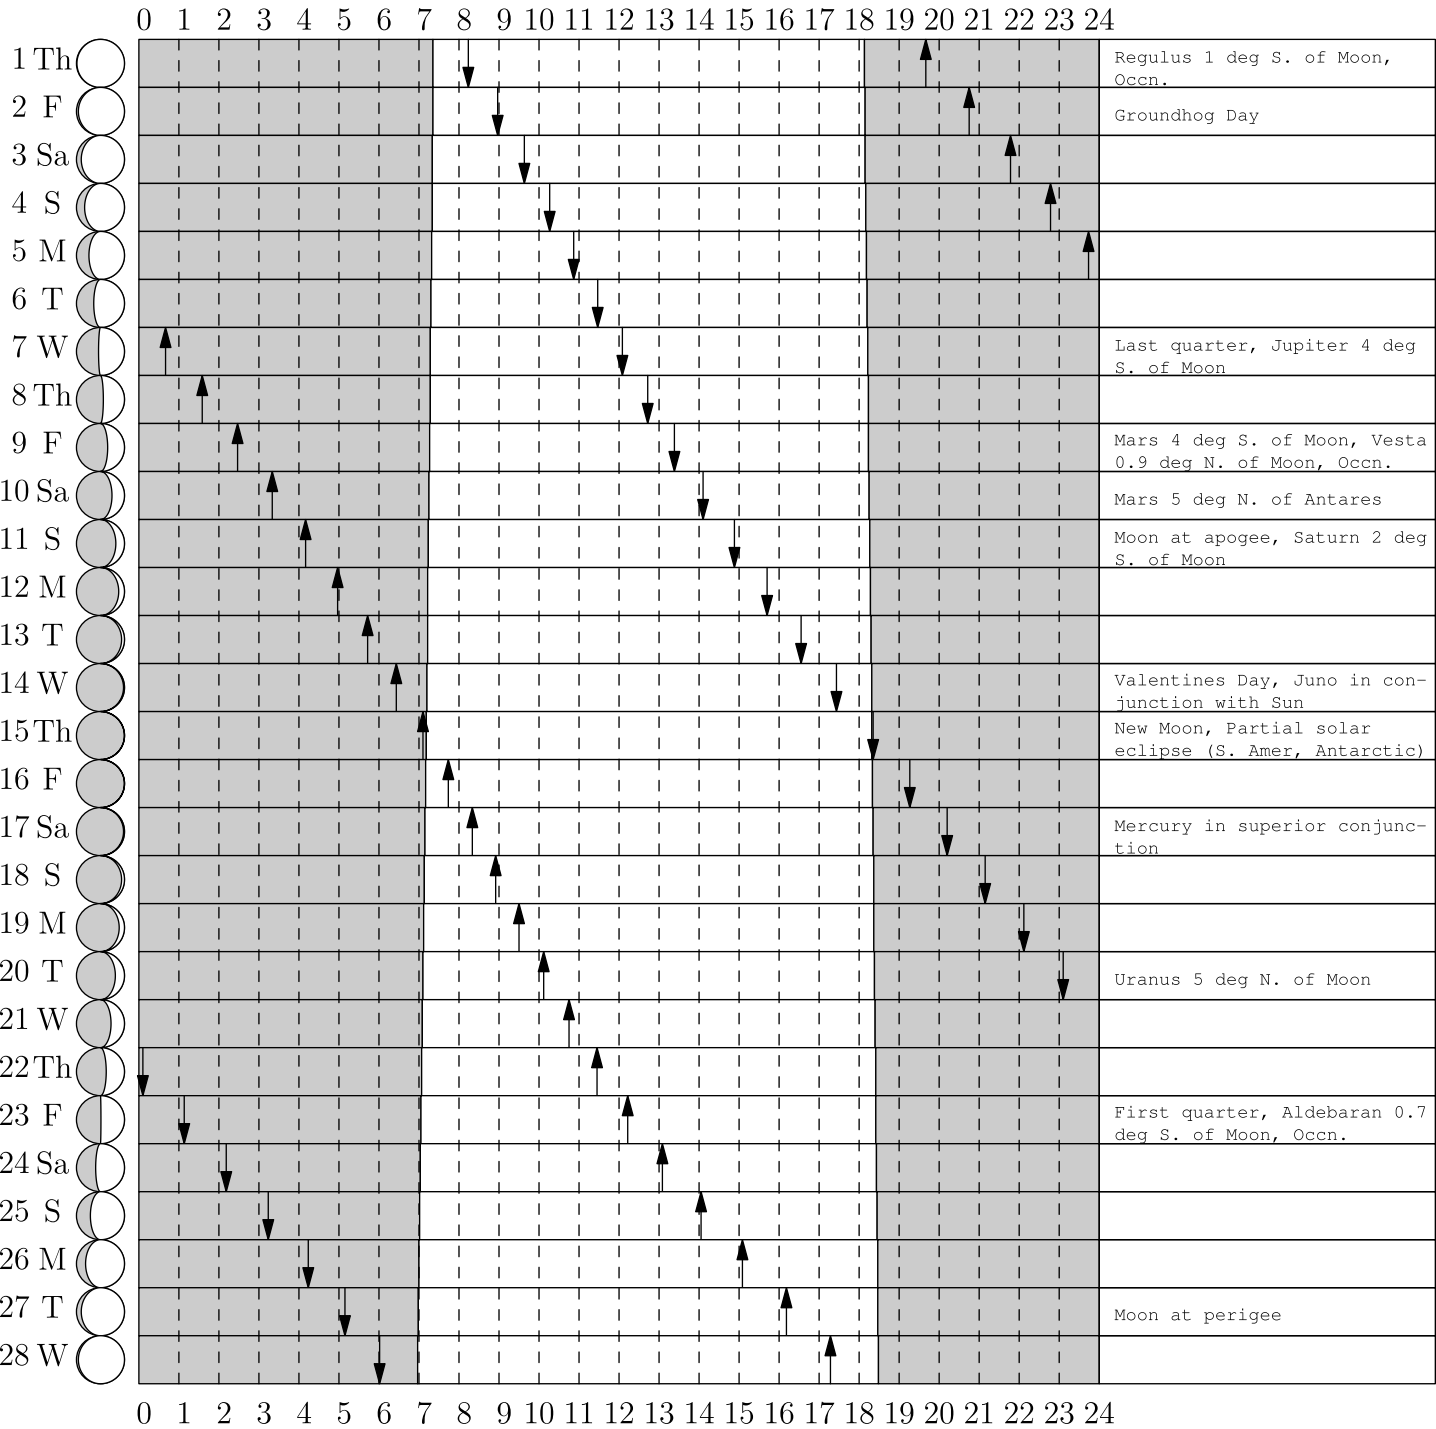 0 1 2 3 4 5 6 7 8 9 10 11 12 13 14 15 16 17 18 19 20 21 22 23 24
1 Th Regulus 1 deg S. of Moon,
Occn.
2 F Groundhog Day
3 Sa
4 S
5 M
6 T
7 W Last quarter, Jupiter 4 deg
S. of Moon
8 Th
9 F Mars 4 deg S. of Moon, Vesta
0.9 deg N. of Moon, Occn.
10 Sa Mars 5 deg N. of Antares
11 S Moon at apogee, Saturn 2 deg
S. of Moon
12 M
13 T
14 W Valentines Day, Juno in con-
junction with Sun
15 Th New Moon, Partial solar
eclipse (S. Amer, Antarctic)
16 F
17 Sa Mercury in superior conjunc-
tion
18 S
19 M
20 T Uranus 5 deg N. of Moon
21 W
22 Th
23 F First quarter, Aldebaran 0.7
deg S. of Moon, Occn.
24 Sa
25 S
26 M
27 T Moon at perigee
28 W
0 1 2 3 4 5 6 7 8 9 10 11 12 13 14 15 16 17 18 19 20 21 22 23 24